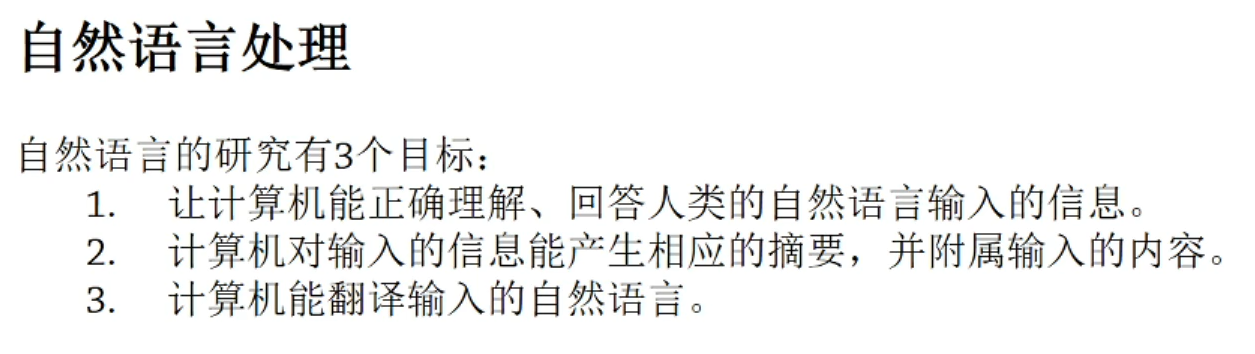 自然语言处理
自然语言的研究有3个目标：
1. 让计算机能正确理解、回答人类的自然语言输入的信息。
2. 计算机对输入的信息能产生相应的摘要，并附属输入的内容。
3. 计算机能翻译输入的自然语言。